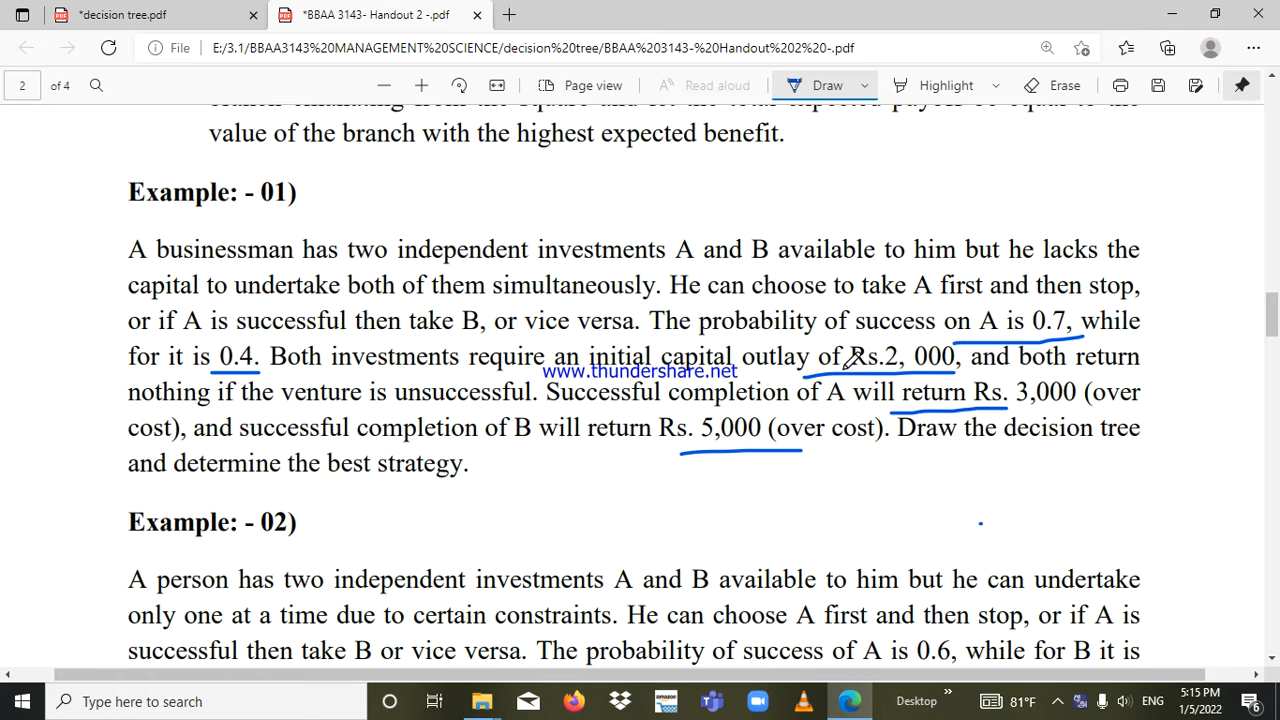 *decision tree.pdf
*BBAA 3143- Handout 2 -.pdf
File
E:/3.1/BBAA3143%20MANAGEMENT%20SCIENCE/decision%20tree/BBAA%203143-%20Handout%202%20-.pdf
2 of 4
Page view
Read aloud
Draw
Highlight
Erase
value of the branch with the highest expected benefit.
Example: - 01)
A businessman has two independent investments A and B available to him but he lacks the
capital to undertake both of them simultaneously. He can choose to take A first and then stop,
or if A is successful then take B, or vice versa. The probability of success on A is 0.7, while
for it is 0.4. Both investments require an initial capital outlay of Rs.2, 000, and both return
www.thundershare.net
nothing if the venture is unsuccessful. Successful completion of A will return Rs. 3,000 (over
cost), and successful completion of B will return Rs. 5,000 (over cost). Draw the decision tree
and determine the best strategy.
Example: - 02)
A person has two independent investments A and B available to him but he can undertake
only one at a time due to certain constraints. He can choose A first and then stop, or if A is
successful then take B or vice versa. The probability of success of A is 0.6, while for B it is
Type here to search
Desktop
81°F
ENG
5:15 PM
1/5/2022
6